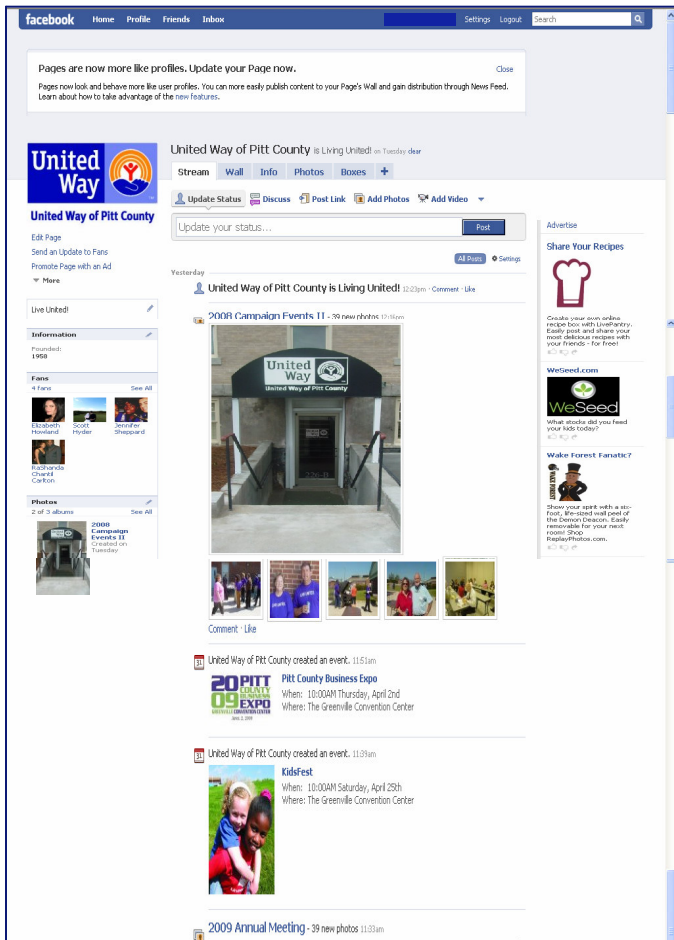 facebook Home Profile Friends Inbox Settings Logout Search
Pages are now more like profiles. Update your Page now. Close
Pages now look and behave more like user profiles. You can more easily publish content to your Page's Wall and gain distribution through News Feed.
Learn about how to take advantage of the new features.
United Way
United Way of Pitt County
Edit Page
Send an Update to Fans
Promote Page with an Ad
More
Live United!
Information
Founded:
1958
Fans
4 fans See All
Elizabeth Howland
Scott Hyder
Jennifer Sheppard
RaShanda Chantil Carlton
Photos
2 of 3 albums See All
2008
Campaign
Events II
Created on
Tuesday
United Way of Pitt County is Living United! on Tuesday clear
Stream Wall Info Photos Boxes +
Update Status Discuss Post Link Add Photos Add Video
Update your status... Post
All Posts Settings
Yesterday
United Way of Pitt County is Living United! 12:23pm · Comment · Like
2008 Campaign Events II - 39 new photos 12:16pm
United
Way
United Way of Pitt County
226-B
Comment · Like
31 United Way of Pitt County created an event. 11:51am
20 PITT
COUNTY
BUSINESS
09 EXPO
GREENVILLE CONVENTION CENTER
Pitt County Business Expo
When: 10:00AM Thursday, April 2nd
Where: The Greenville Convention Center
31 United Way of Pitt County created an event. 11:39am
KidsFest
When: 10:00AM Saturday, April 25th
Where: The Greenville Convention Center
2009 Annual Meeting - 39 new photos 11:33am
Advertise
Share Your Recipes
Create your own online
recipe box with LivePantry.
Easily post and share your
most delicious recipes with
your friends - for free!
WeSeed.com
WeSeed
What stocks did you feed
your kids today?
Wake Forest Fanatic?
WAKE FOREST
Show your spirit with a six-
foot, life-sized wall peel of
the Demon Deacon. Easily
removable for your next
room! Shop
ReplayPhotos.com.